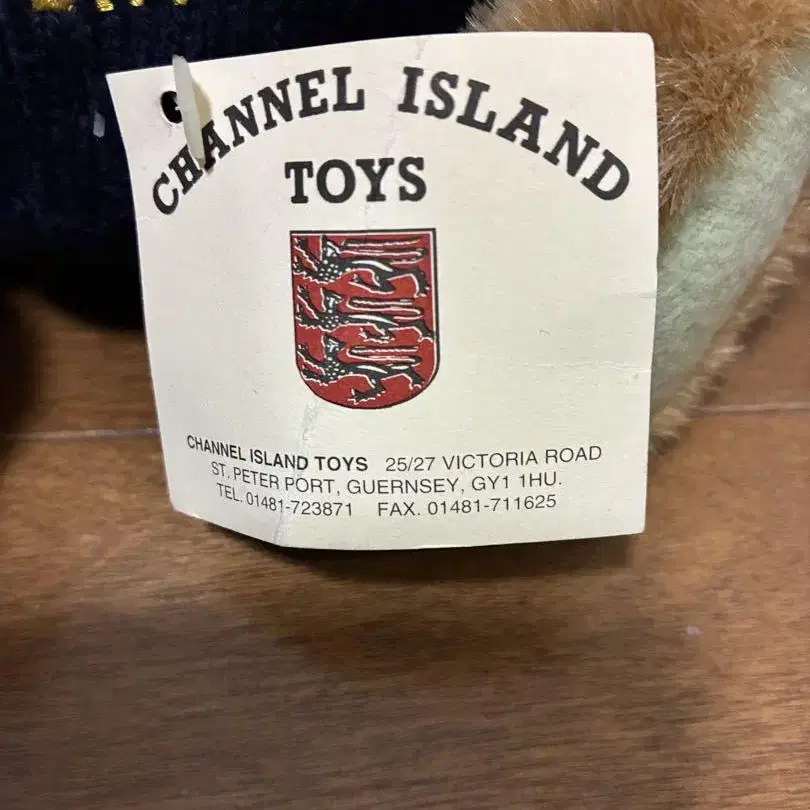 CHANNEL ISLAND
TOYS
CHANNEL ISLAND TOYS 25/27 VICTORIA ROAD
ST. PETER PORT, GUERNSEY, GY1 1HU.
TEL. 01481-723871 FAX. 01481-711625